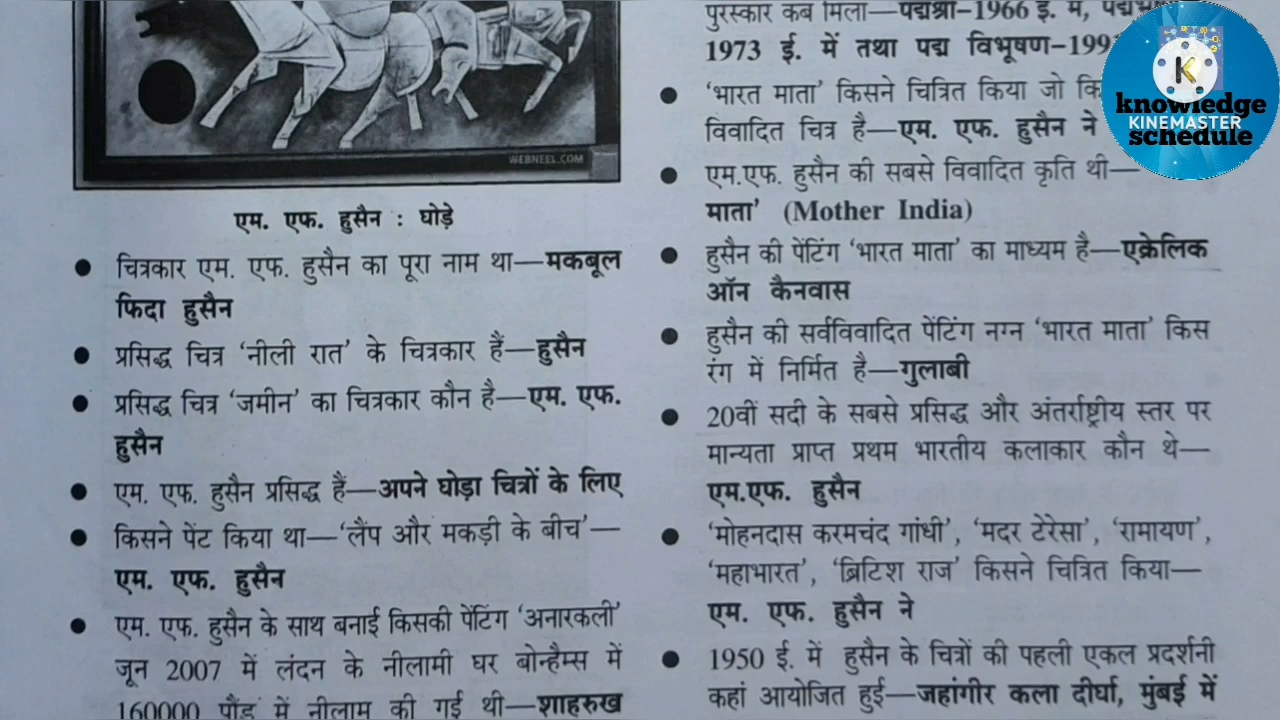 WEBNEEL.COM
एम. एफ. हुसैन : घोड़े
● चित्रकार एम. एफ. हुसैन का पूरा नाम था—मकबूल
फिदा हुसैन
● प्रसिद्ध चित्र ‘नीली रात’ के चित्रकार हैं—हुसैन
● प्रसिद्ध चित्र ‘जमीन’ का चित्रकार कौन है—एम. एफ.
हुसैन
● एम. एफ. हुसैन प्रसिद्ध हैं—अपने घोड़ा चित्रों के लिए
● किसने पेंट किया था—‘लैंप और मकड़ी के बीच’—
एम. एफ. हुसैन
● एम. एफ. हुसैन के साथ बनाई किसकी पेंटिंग ‘अनारकली’
जून 2007 में लंदन के नीलामी घर बोन्हैम्स में
160000 पौंड में नीलाम की गई थी—शाहरुख
पुरस्कार कब मिला—पद्मश्री-1966 ई. में,
1973 ई. में तथा पद्म विभूषण-199
● ‘भारत माता’ किसने चित्रित किया जो
विवादित चित्र है—एम. एफ. हुसैन ने
● एम.एफ. हुसैन की सबसे विवादित कृति थी—
माता’ (Mother India)
● हुसैन की पेंटिंग ‘भारत माता’ का माध्यम है—एक्रेलिक
ऑन कैनवास
● हुसैन की सर्वविवादित पेंटिंग नग्न ‘भारत माता’ किस
रंग में निर्मित है—गुलाबी
● 20वीं सदी के सबसे प्रसिद्ध और अंतर्राष्ट्रीय स्तर पर
मान्यता प्राप्त प्रथम भारतीय कलाकार कौन थे—
एम.एफ. हुसैन
● ‘मोहनदास करमचंद गांधी’, ‘मदर टेरेसा’, ‘रामायण’,
‘महाभारत’, ‘ब्रिटिश राज’ किसने चित्रित किया—
एम. एफ. हुसैन ने
● 1950 ई. में हुसैन के चित्रों की पहली एकल प्रदर्शनी
कहां आयोजित हुई—जहांगीर कला दीर्घा, मुंबई में
K
knowledge
KINEMASTER
schedule